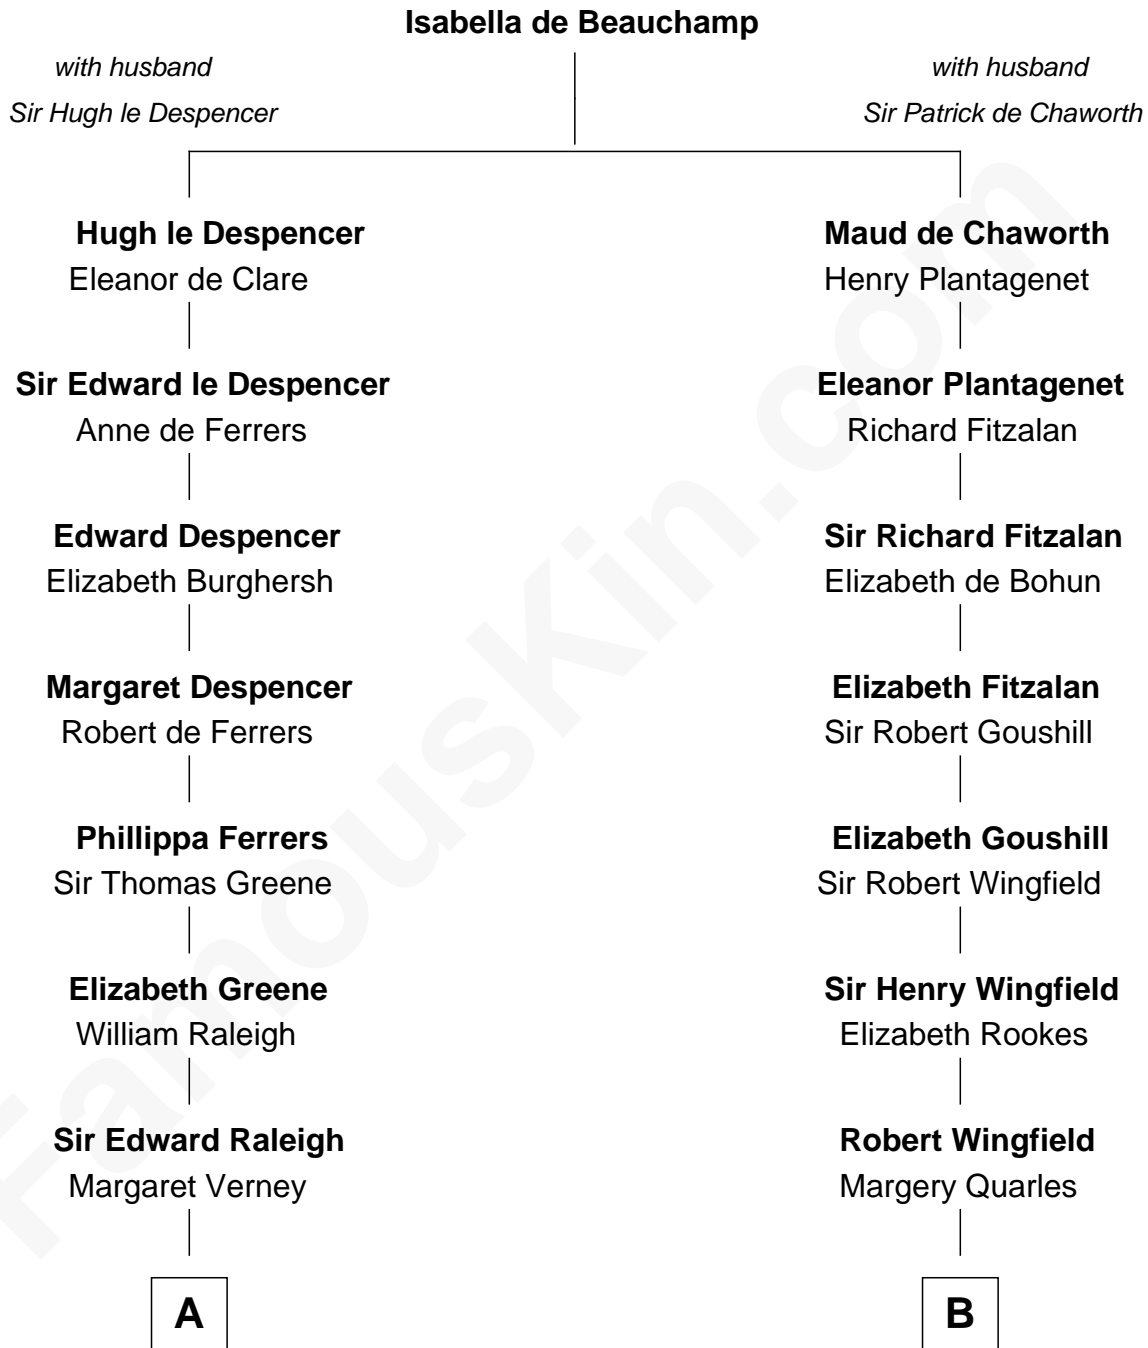 Isabella de Beauchamp
with husband
Sir Hugh le Despencer
with husband
Sir Patrick de Chaworth
Hugh le Despencer
Eleanor de Clare
Maud de Chaworth
Henry Plantagenet
Sir Edward le Despencer
Anne de Ferrers
Eleanor Plantagenet
Richard Fitzalan
Edward Despencer
Elizabeth Burghersh
Sir Richard Fitzalan
Elizabeth de Bohun
Margaret Despencer
Robert de Ferrers
Elizabeth Fitzalan
Sir Robert Goushill
Phillippa Ferrers
Sir Thomas Greene
Elizabeth Goushill
Sir Robert Wingfield
Elizabeth Greene
William Raleigh
Sir Henry Wingfield
Elizabeth Rookes
Sir Edward Raleigh
Margaret Verney
Robert Wingfield
Margery Quarles
A
B
FamousKin.com